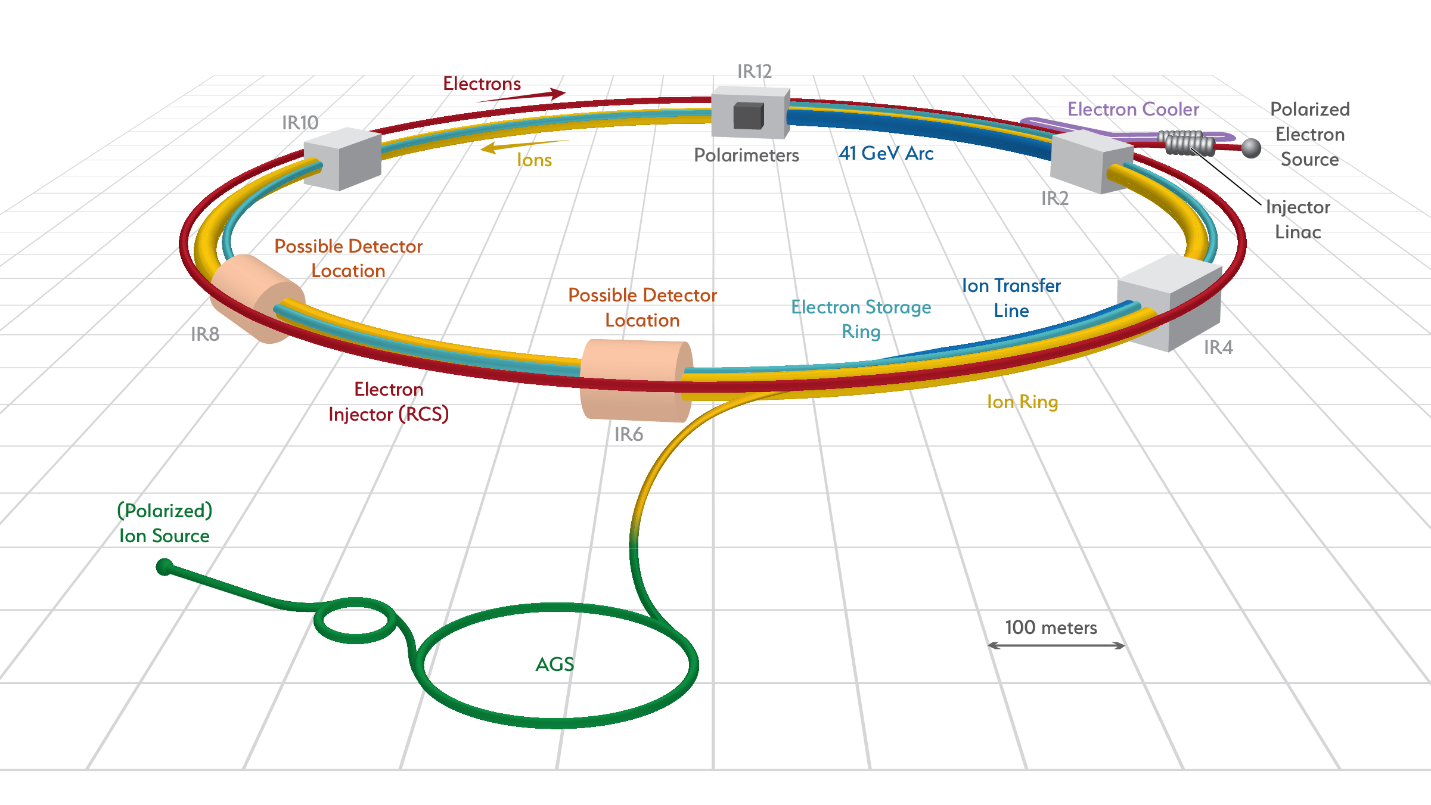 IR12
Electrons
IR10
Ions
Polarimeters
41 GeV Arc
Electron Cooler
Polarized
Electron
Source
IR2
Injector
Linac
Possible Detector
Location
IR8
Possible Detector
Location
Electron Storage
Ring
Ion Transfer
Line
IR4
Electron
Injector (RCS)
Ion Ring
IR6
(Polarized)
Ion Source
AGS
100 meters